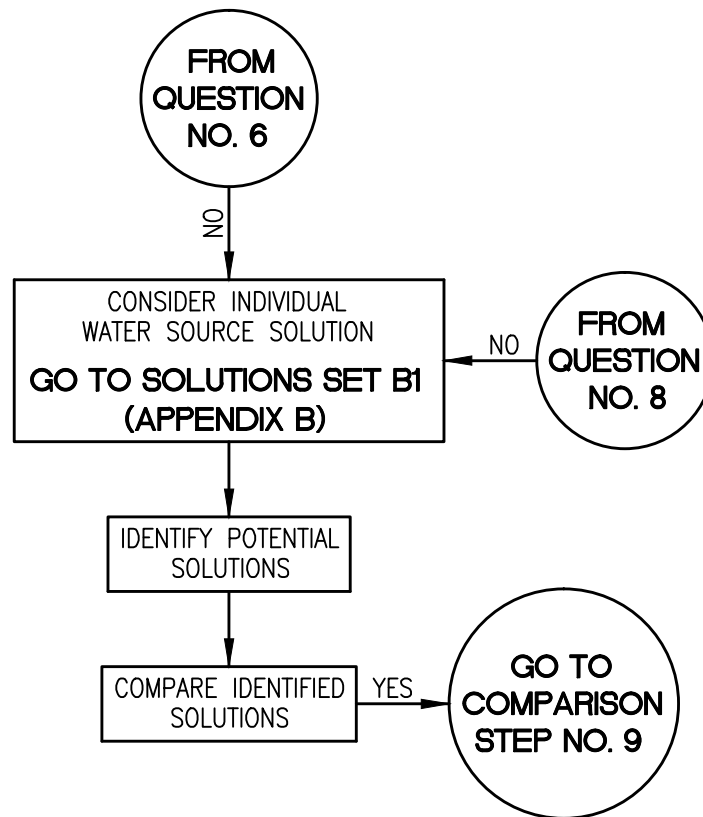 FROM
QUESTION
NO. 6
NO
CONSIDER INDIVIDUAL
WATER SOURCE SOLUTION
GO TO SOLUTIONS SET B1
(APPENDIX B)
NO
FROM
QUESTION
NO. 8
IDENTIFY POTENTIAL
SOLUTIONS
COMPARE IDENTIFIED
SOLUTIONS
YES
GO TO
COMPARISON
STEP NO. 9